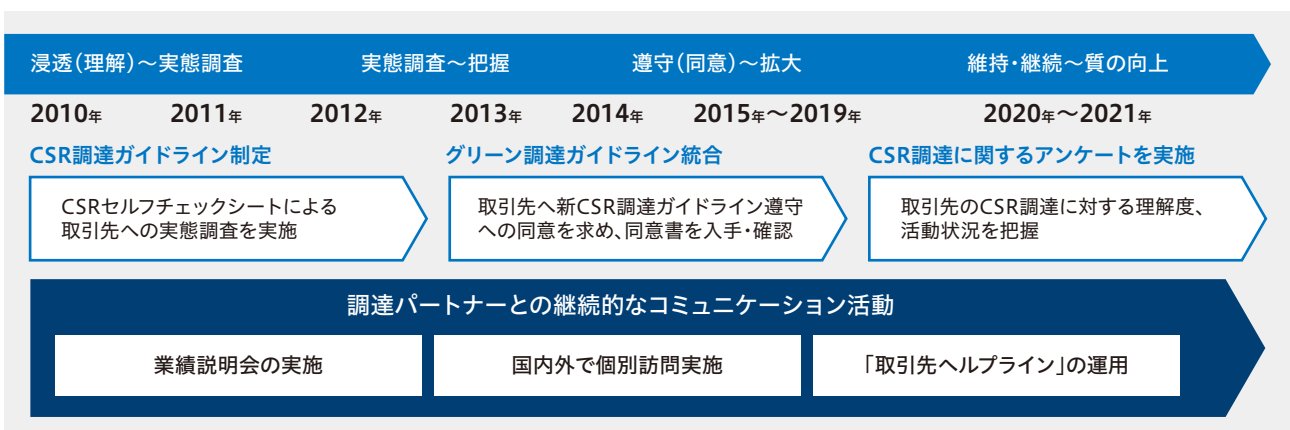 浸透(理解)～実態調査 実態調査～把握 遵守(同意)～拡大 維持・継続～質の向上
2010年 2011年 2012年 2013年 2014年 2015年～2019年 2020年～2021年
CSR調達ガイドライン制定 グリーン調達ガイドライン統合 CSR調達に関するアンケートを実施
CSRセルフチェックシートによる
取引先への実態調査を実施
取引先へ新CSR調達ガイドライン遵守
への同意を求め、同意書を入手・確認
取引先のCSR調達に対する理解度、
活動状況を把握
調達パートナーとの継続的なコミュニケーション活動
業績説明会の実施 国内外で個別訪問実施 「取引先ヘルプライン」の運用